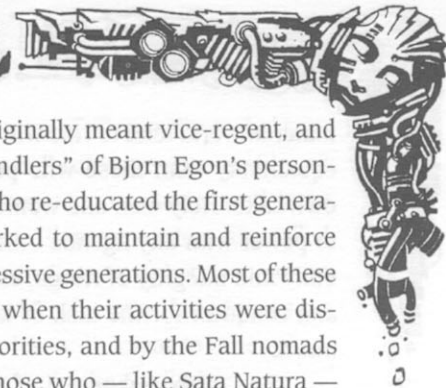 iginally meant vice-regent, and
ndlers” of Bjorn Egon’s person-
ho re-educated the first genera-
rked to maintain and reinforce
essive generations. Most of these
when their activities were dis-
orities, and by the Fall nomads
hose who — like Sata Natura —